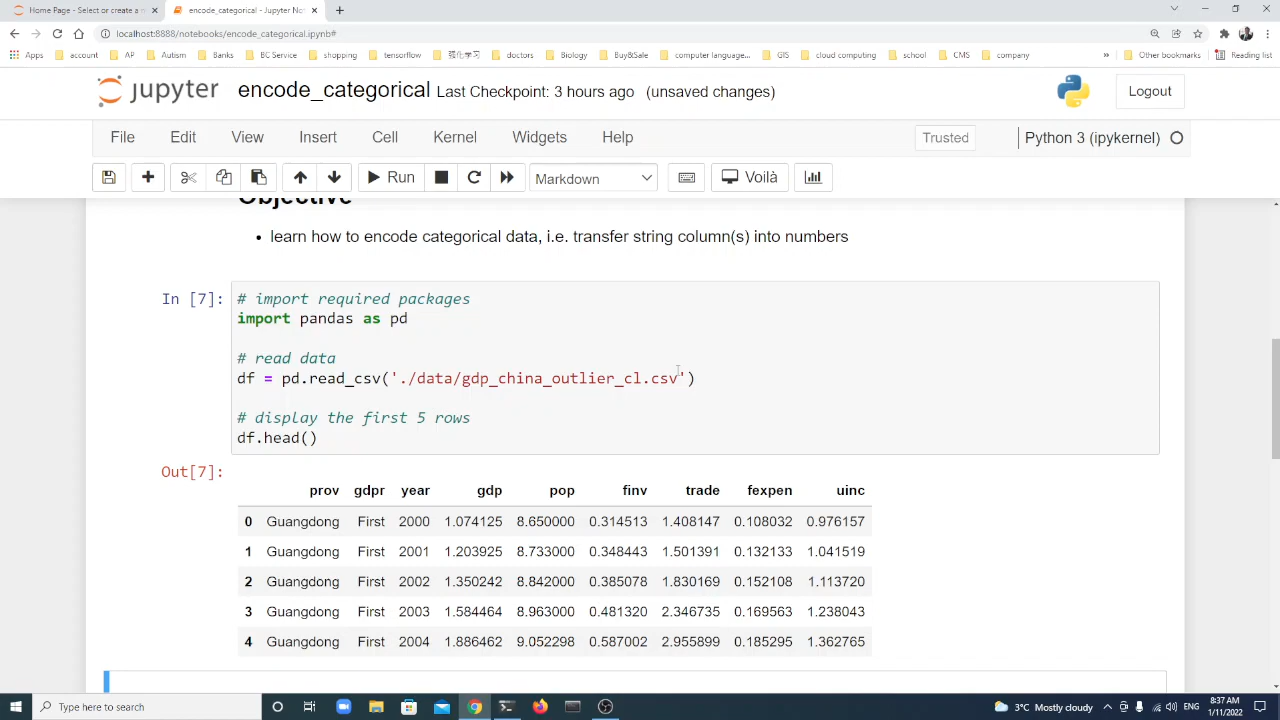 Home Page - Select or create a n
encode_categorical - Jupyter Not
localhost:8888/notebooks/encode_categorical.ipynb#
Apps account AP Autism Banks BC Service shopping tensorflow 强化学习 doctors Biology Buy&Sale computer language... GIS cloud computing school CMS company » Other bookmarks Reading list
jupyter encode_categorical Last Checkpoint: 3 hours ago (unsaved changes) Logout
File Edit View Insert Cell Kernel Widgets Help Trusted Python 3 (ipykernel)
Run Markdown Voilà
Objective
• learn how to encode categorical data, i.e. transfer string column(s) into numbers
In [7]: # import required packages
import pandas as pd
# read data
df = pd.read_csv('./data/gdp_china_outlier_cl.csv')
# display the first 5 rows
df.head()
Out[7]:
prov gdpr year gdp pop finv trade fexpen uinc
0 Guangdong First 2000 1.074125 8.650000 0.314513 1.408147 0.108032 0.976157
1 Guangdong First 2001 1.203925 8.733000 0.348443 1.501391 0.132133 1.041519
2 Guangdong First 2002 1.350242 8.842000 0.385078 1.830169 0.152108 1.113720
3 Guangdong First 2003 1.584464 8.963000 0.481320 2.346735 0.169563 1.238043
4 Guangdong First 2004 1.886462 9.052298 0.587002 2.955899 0.185295 1.362765
Type here to search
3°C Mostly cloudy ENG
8:37 AM
1/11/2022